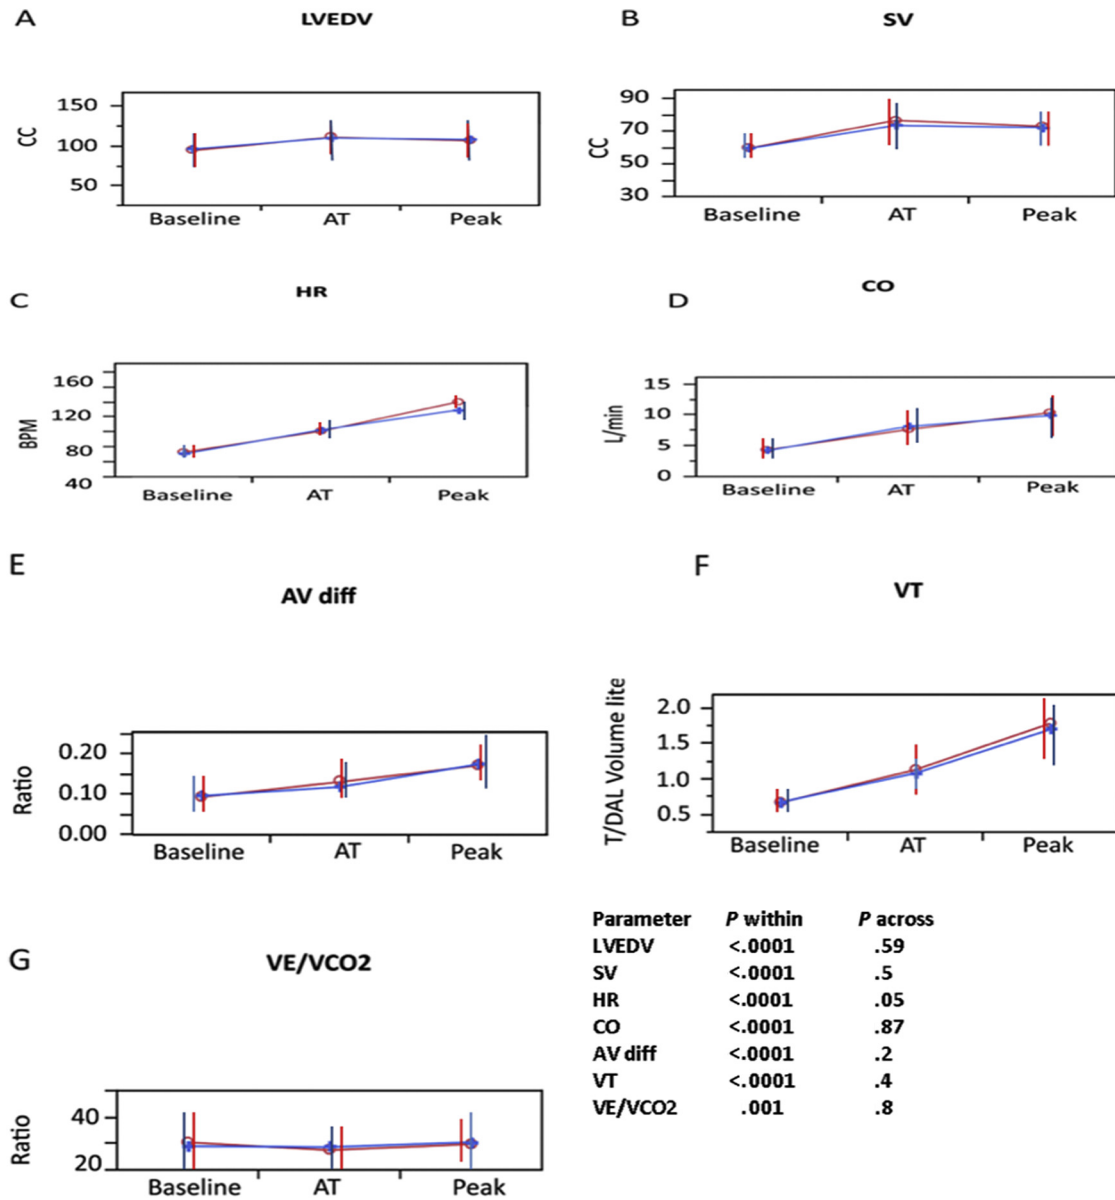 A LVEDV
150
CC
100
50
Baseline AT Peak
B SV
90
70
CC
50
30
Baseline AT Peak
C HR
160
120
BPM
80
40
Baseline AT Peak
D CO
15
10
L/min
5
0
Baseline AT Peak
E
AV diff
0.20
Ratio
0.10
0.00
Baseline AT Peak
F
VT
T/DAL Volume lite
2.0
1.5
1.0
0.5
Baseline AT Peak
G VE/VCO2
Ratio
40
20
Baseline AT Peak
Parameter P within P across
LVEDV <.0001 .59
SV <.0001 .5
HR <.0001 .05
CO <.0001 .87
AV diff <.0001 .2
VT <.0001 .4
VE/VCO2 .001 .8